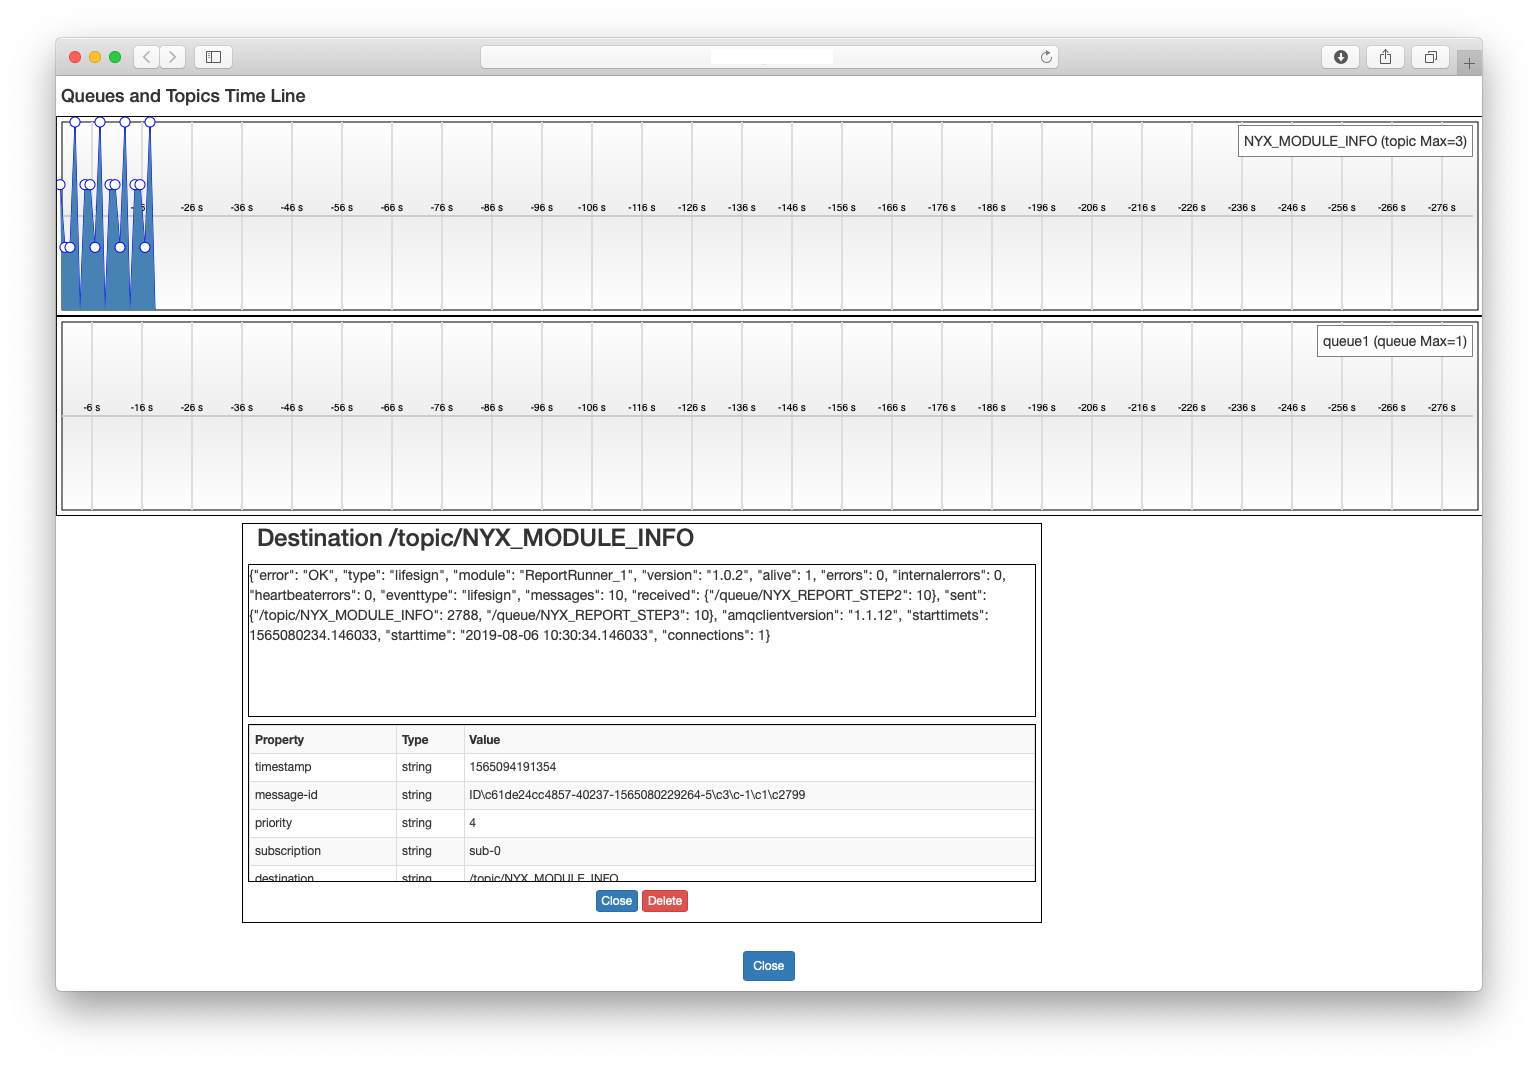 Queues and Topics Time Line
NYX_MODULE_INFO (topic Max=3)
-26 s -36 s -46 s -56 s -66 s -76 s -86 s -96 s -106 s -116 s -126 s -136 s -146 s -156 s -166 s -176 s -186 s -196 s -206 s -216 s -226 s -236 s -246 s -256 s -266 s -276 s
queue1 (queue Max=1)
-6 s -16 s -26 s -36 s -46 s -56 s -66 s -76 s -86 s -96 s -106 s -116 s -126 s -136 s -146 s -156 s -166 s -176 s -186 s -196 s -206 s -216 s -226 s -236 s -246 s -256 s -266 s -276 s
Destination /topic/NYX_MODULE_INFO
{"error": "OK", "type": "lifesign", "module": "ReportRunner_1", "version": "1.0.2", "alive": 1, "errors": 0, "internalerrors": 0,
"heartbeaterrors": 0, "eventtype": "lifesign", "messages": 10, "received": {"/queue/NYX_REPORT_STEP2": 10}, "sent":
{"/topic/NYX_MODULE_INFO": 2788, "/queue/NYX_REPORT_STEP3": 10}, "amqclientversion": "1.1.12", "starttimets":
1565080234.146033, "starttime": "2019-08-06 10:30:34.146033", "connections": 1}
Property Type Value
timestamp string 1565094191354
message-id string ID\c61de24cc4857-40237-1565080229264-5\c3\c-1\c1\c2799
priority string 4
subscription string sub-0
destination string /topic/NYX_MODULE_INFO
Close Delete
Close